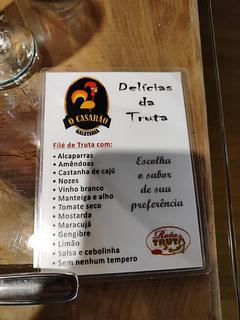 Delícias
da
Truta
O CASARÃO
GALETERIA
Filé de Truta com:
• Alcaparras
• Amêndoas
• Castanha de cajú
• Nozes
• Vinho branco
• Manteiga e alho
• Tomate seco
• Mostarda
• Maracujá
• Gengibre
• Limão
• Salsa e cebolinha
• Sem nenhum tempero
Escolha
o sabor
de sua
preferência
Rota
TRUTA